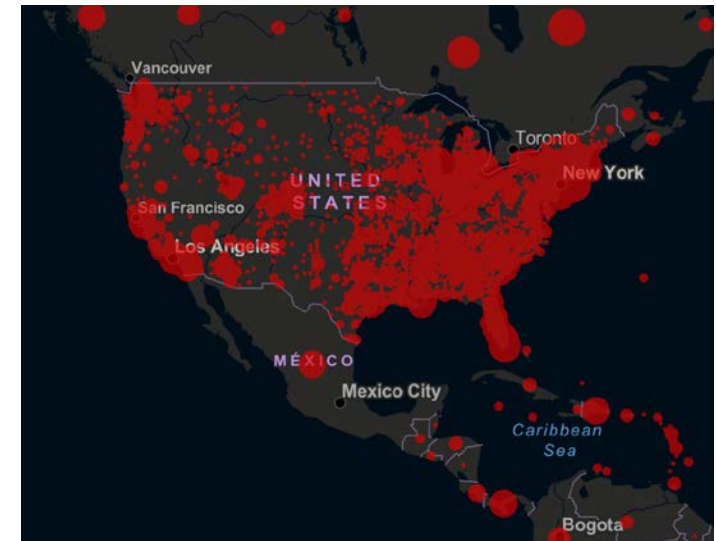 Vancouver
Toronto
New York
UNITED
STATES
San Francisco
Los Angeles
MÉXICO
Mexico City
Caribbean
Sea
Bogota